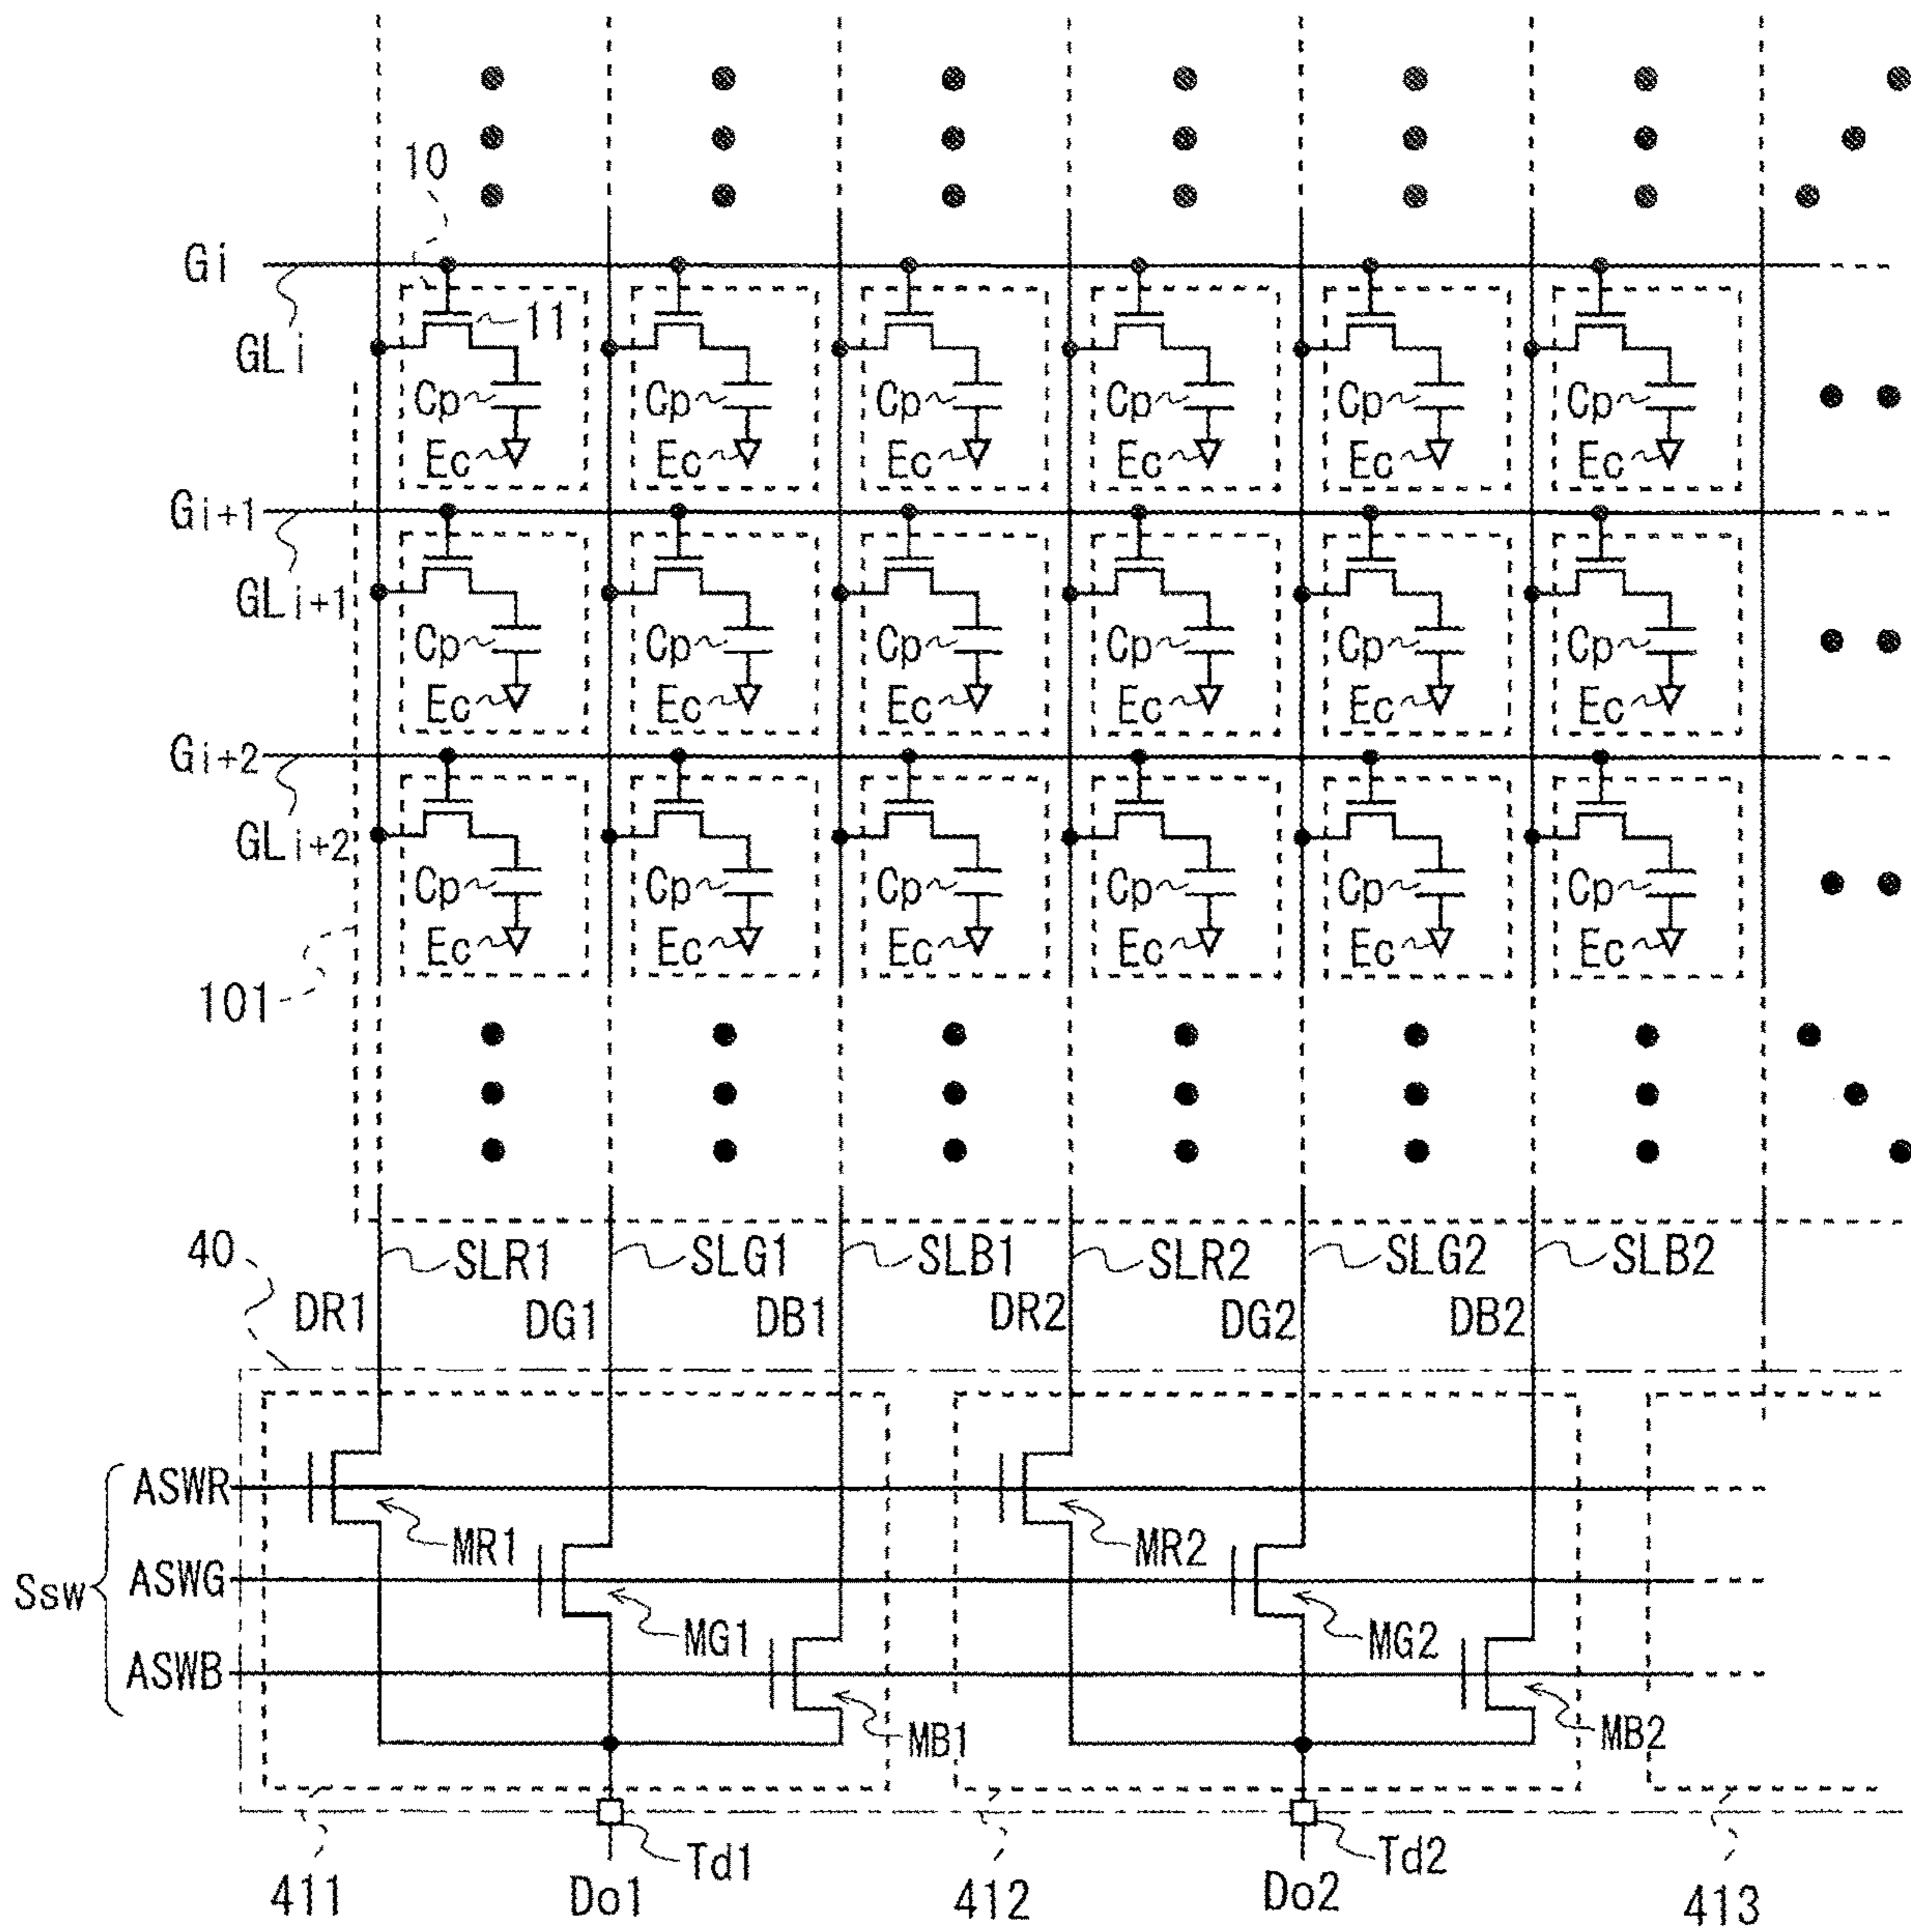 10
Gi
11
GLi
Cp Cp Cp Cp Cp Cp
Ec Ec Ec Ec Ec Ec
Gi+1
GLi+1
Cp Cp Cp Cp Cp Cp
Ec Ec Ec Ec Ec Ec
Gi+2
GLi+2
Cp Cp Cp Cp Cp Cp
Ec Ec Ec Ec Ec Ec
101
40 SLR1 SLG1 SLB1 SLR2 SLG2 SLB2
DR1 DG1 DB1 DR2 DG2 DB2
ASWR
MR1 MR2
Ssw ASWG
MG1 MG2
ASWB
MB1 MB2
Td1 Td2
411 Do1 412 Do2 413